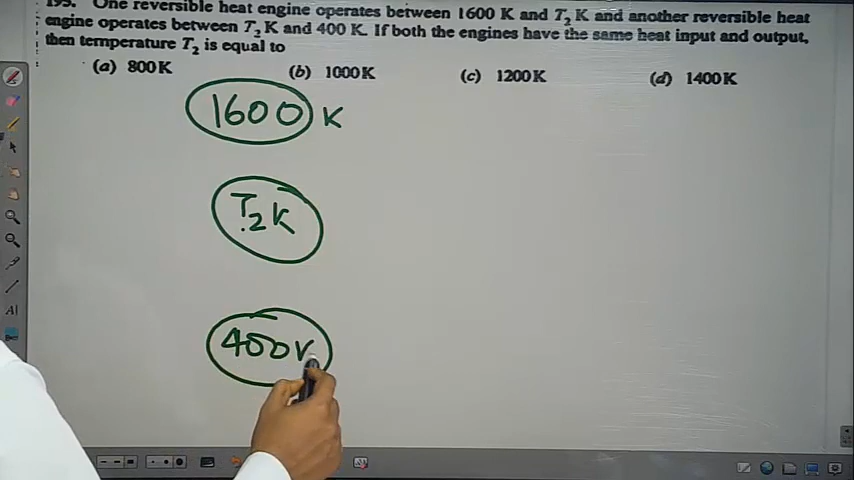 195. One reversible heat engine operates between 1600 K and T₂ K and another reversible heat
engine operates between T₂ K and 400 K. If both the engines have the same heat input and output,
then temperature T₂ is equal to
(a) 800 K (b) 1000 K (c) 1200 K (d) 1400 K
1600 K
T2 K
400 K